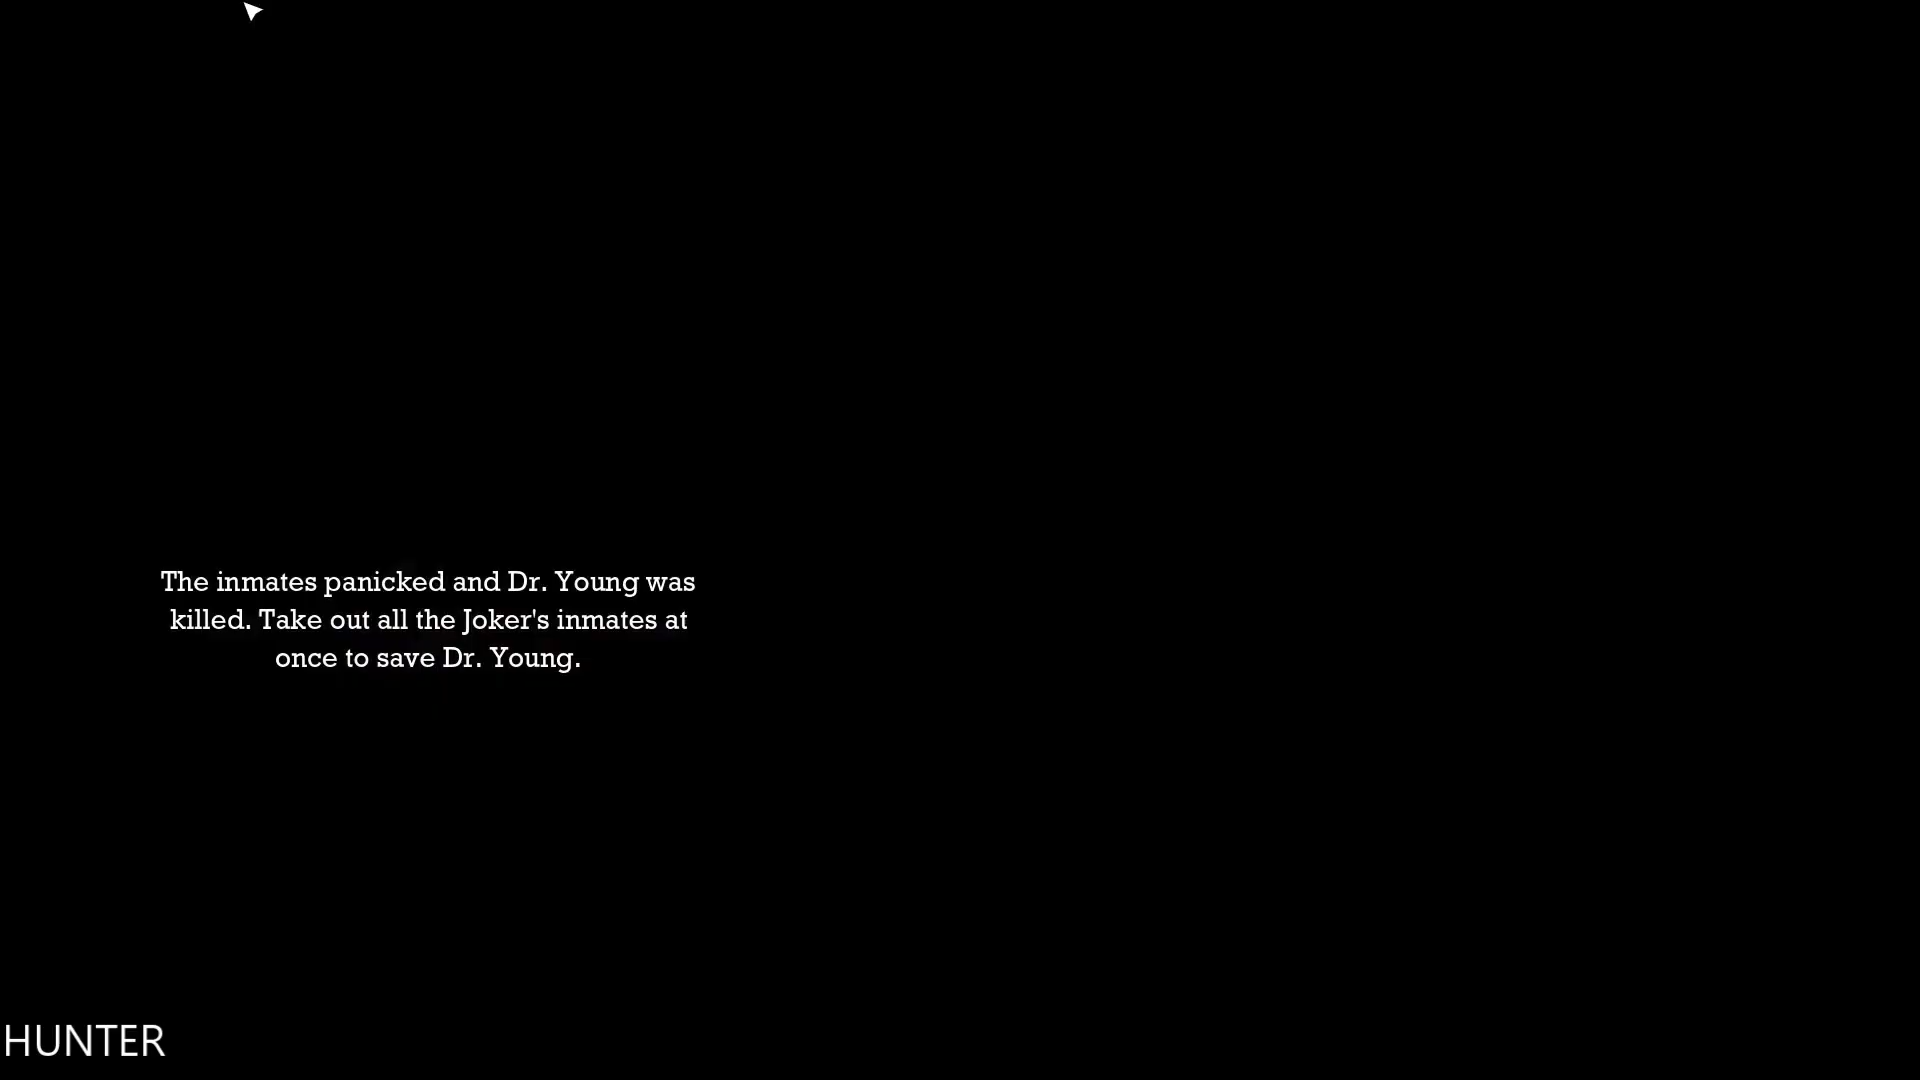 The inmates panicked and Dr. Young was
killed. Take out all the Joker's inmates at
once to save Dr. Young.
HUNTER